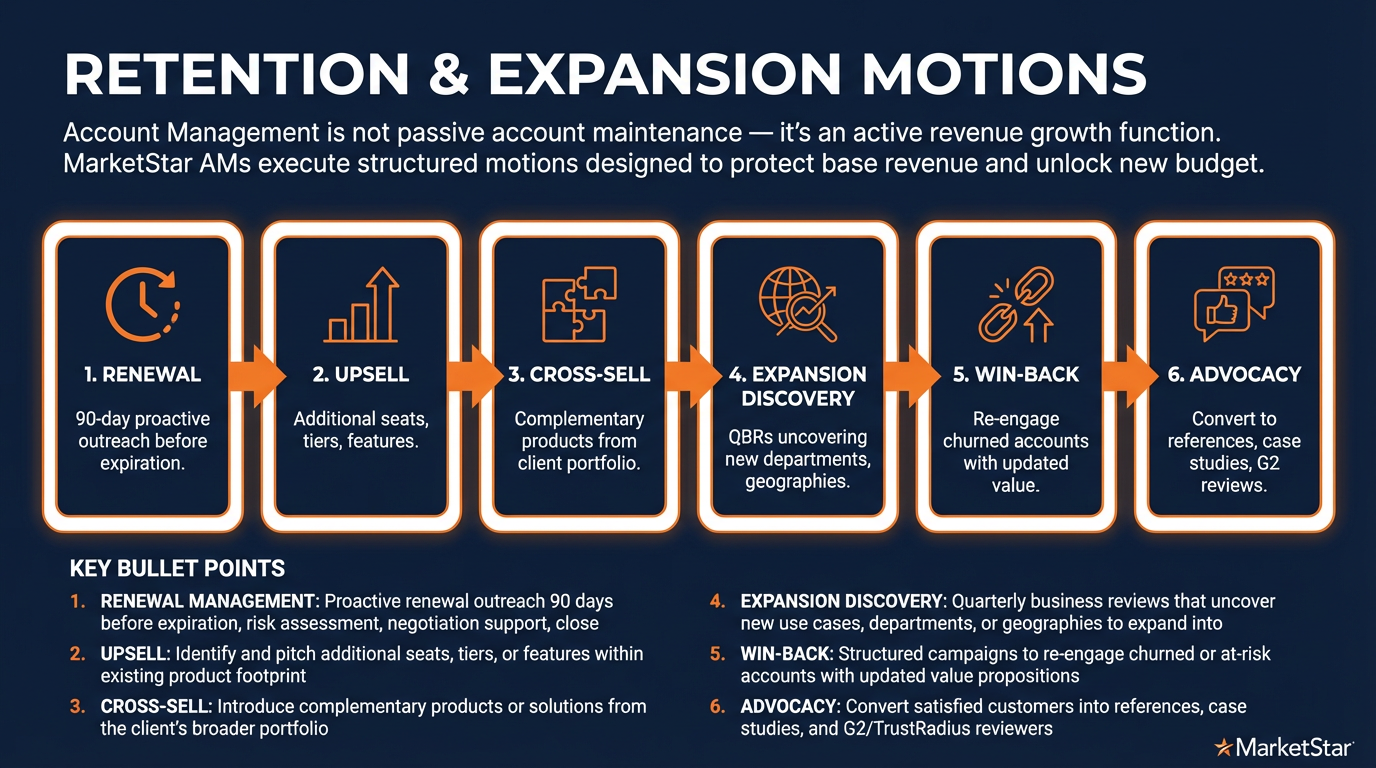 RETENTION & EXPANSION MOTIONS
Account Management is not passive account maintenance — it's an active revenue growth function.
MarketStar AMs execute structured motions designed to protect base revenue and unlock new budget.
1. RENEWAL
90-day proactive
outreach before
expiration.
2. UPSELL
Additional seats,
tiers, features.
3. CROSS-SELL
Complementary
products from
client portfolio.
4. EXPANSION
DISCOVERY
QBRs uncovering
new departments,
geographies.
5. WIN-BACK
Re-engage
churned accounts
with updated
value.
6. ADVOCACY
Convert to
references, case
studies, G2
reviews.
KEY BULLET POINTS
1. RENEWAL MANAGEMENT: Proactive renewal outreach 90 days
before expiration, risk assessment, negotiation support, close
2. UPSELL: Identify and pitch additional seats, tiers, or features within
existing product footprint
3. CROSS-SELL: Introduce complementary products or solutions from
the client's broader portfolio
4. EXPANSION DISCOVERY: Quarterly business reviews that uncover
new use cases, departments, or geographies to expand into
5. WIN-BACK: Structured campaigns to re-engage churned or at-risk
accounts with updated value propositions
6. ADVOCACY: Convert satisfied customers into references, case
studies, and G2/TrustRadius reviewers
MarketStar